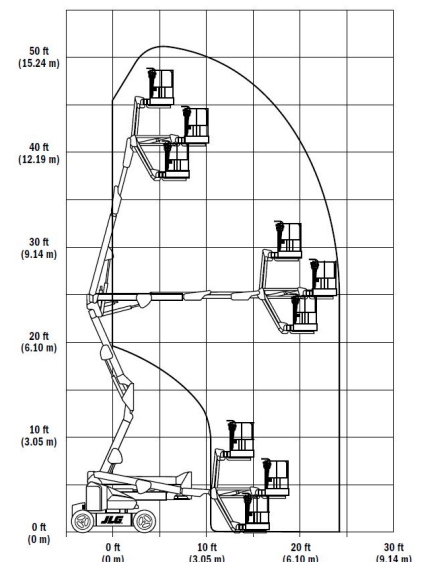 50 ft
(15.24 m)
40 ft
(12.19 m)
30 ft
(9.14 m)
20 ft
(6.10 m)
10 ft
(3.05 m)
0 ft
(0 m)
JLG
0 ft 10 ft 20 ft 30 ft
(0 m) (3.05 m) (6.10 m) (9.14 m)